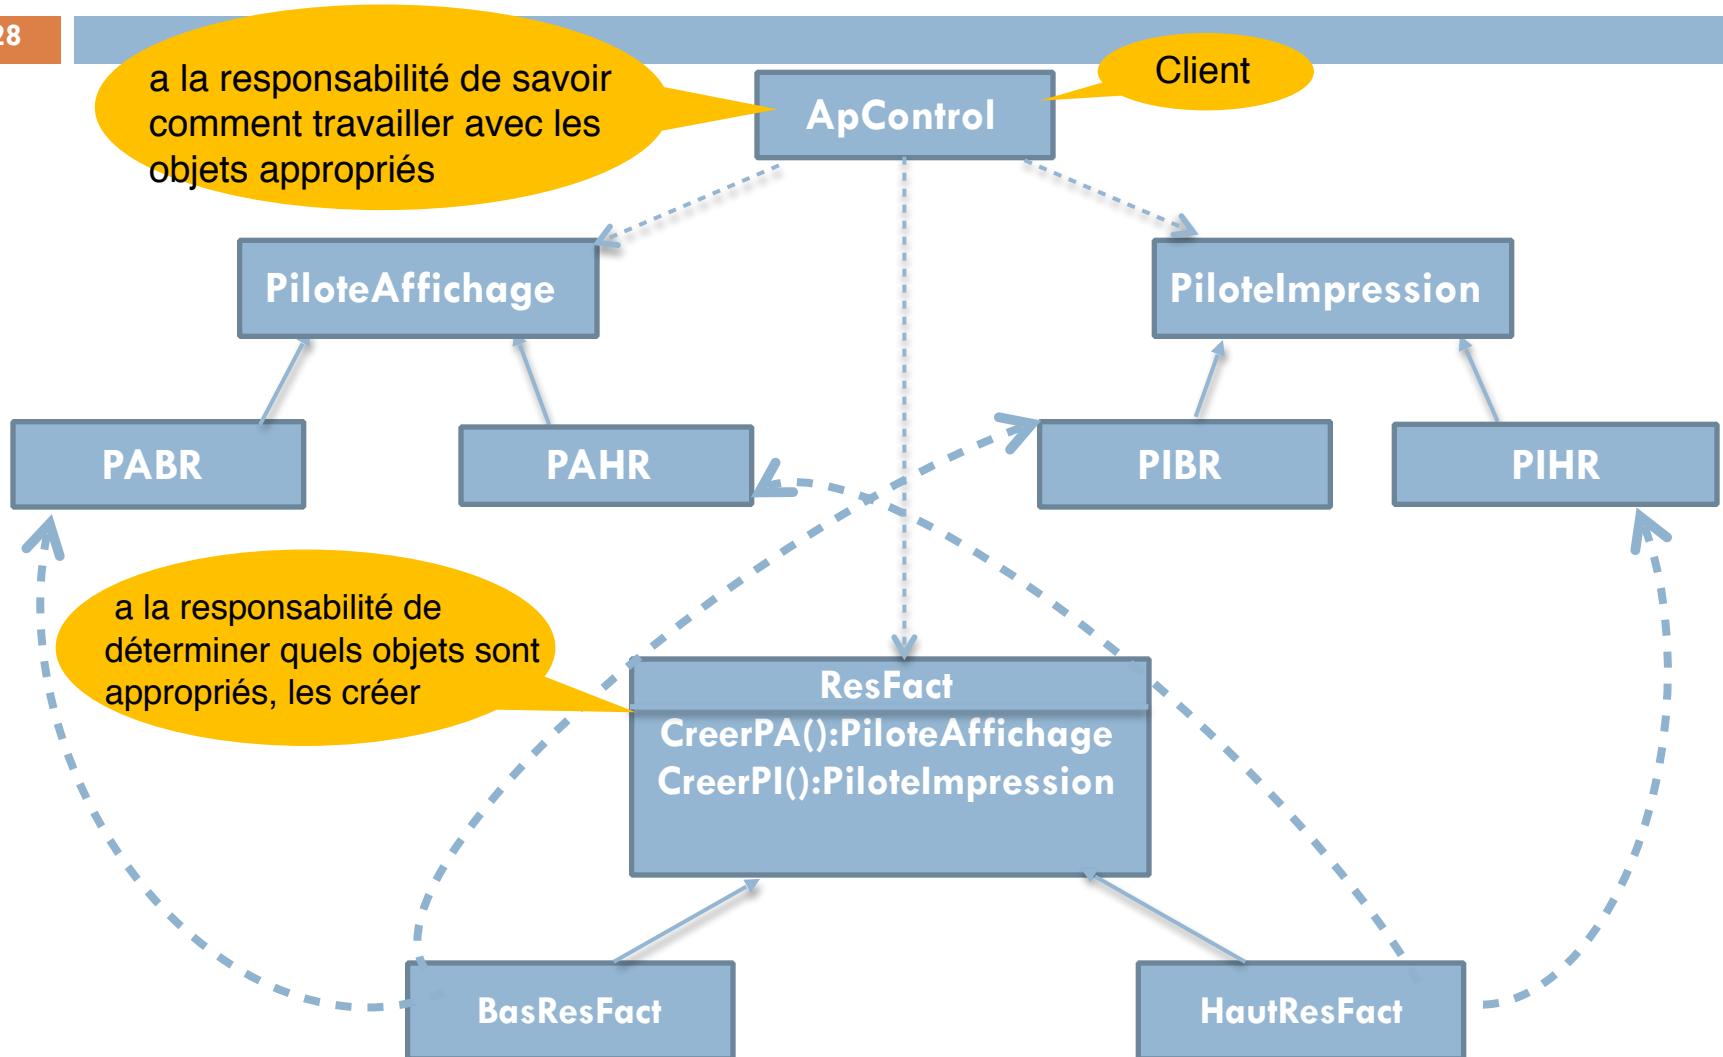 28
a la responsabilité de savoir
comment travailler avec les
objets appropriés
Client
ApControl
PiloteAffichage
PiloteImpression
PABR
PAHR
PIBR
PIHR
a la responsabilité de
déterminer quels objets sont
appropriés, les créer
ResFact
CreerPA():PiloteAffichage
CreerPI():PiloteImpression
BasResFact
HautResFact